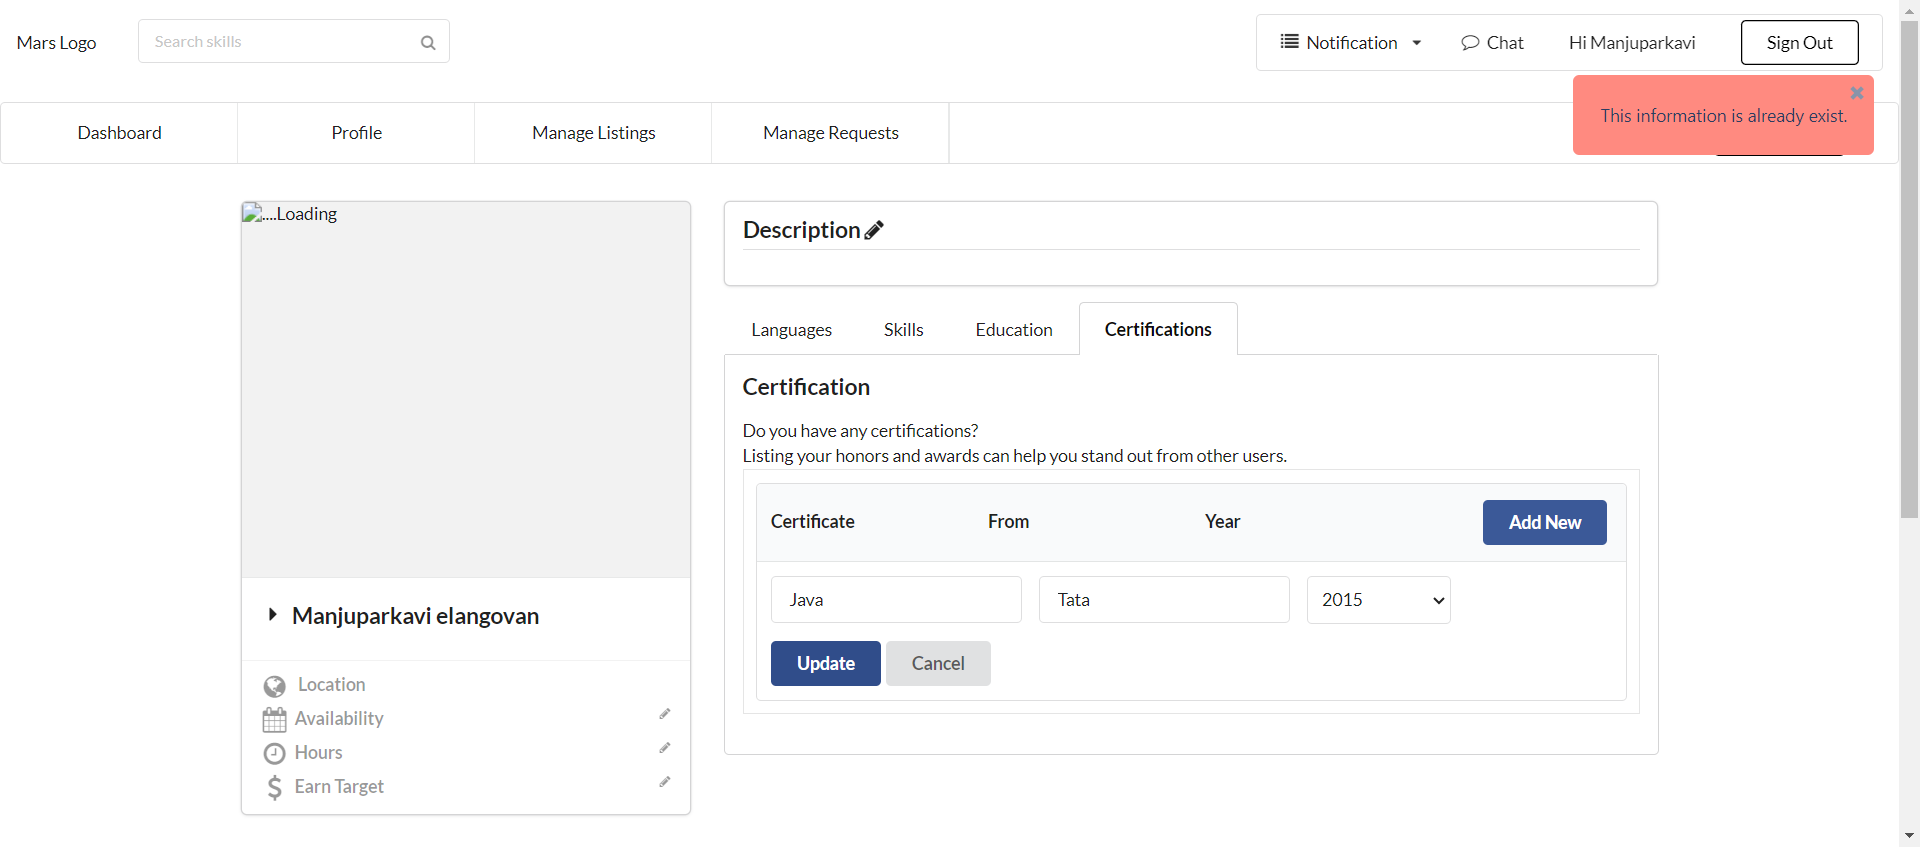 Mars Logo
Search skills
Notification
Chat
Hi Manjuparkavi
Sign Out
This information is already exist.
Dashboard
Profile
Manage Listings
Manage Requests
....Loading
Manjuparkavi elangovan
Location
Availability
Hours
Earn Target
Description
Languages
Skills
Education
Certifications
Certification
Do you have any certifications?
Listing your honors and awards can help you stand out from other users.
Certificate
From
Year
Add New
Java
Tata
2015
Update
Cancel